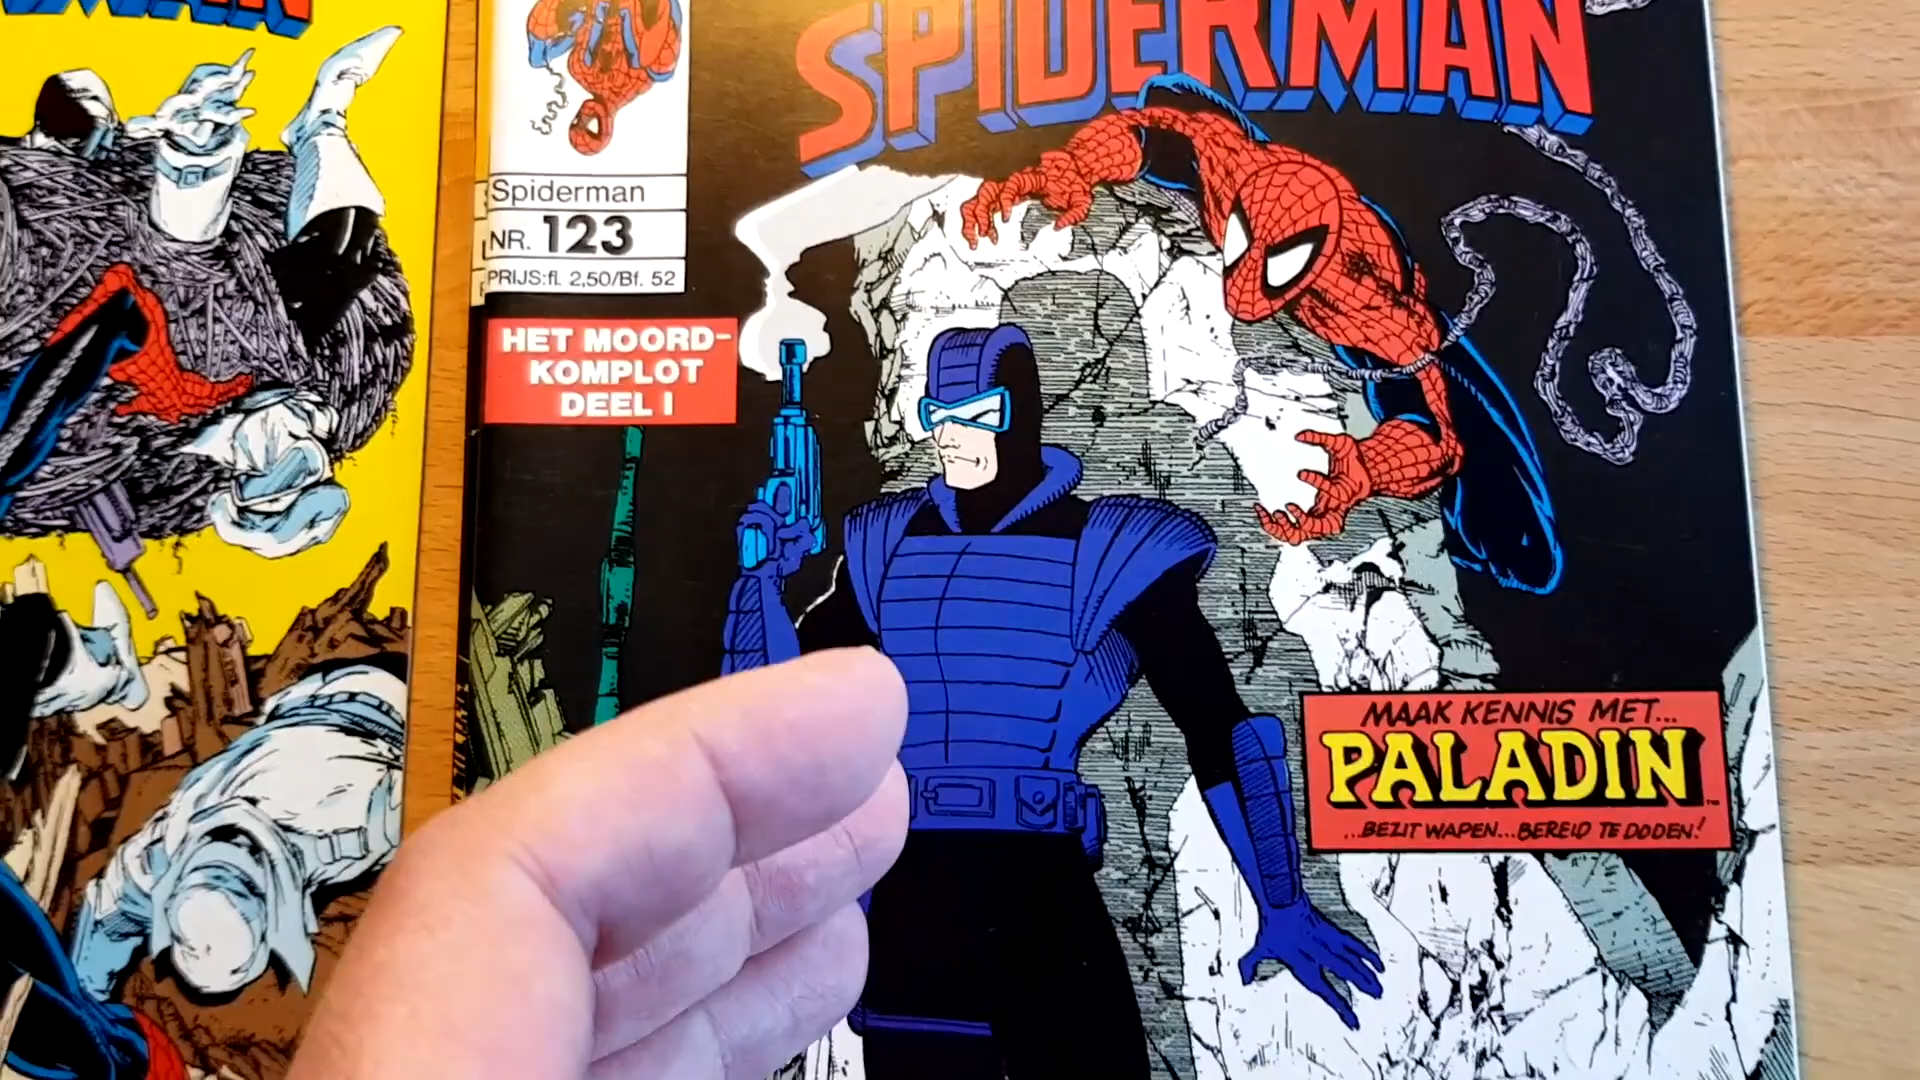 SPIDERMAN
Spiderman
NR. 123
PRIJS: fl. 2,50/Bf. 52
HET MOORD-
KOMPLOT
DEEL I
MAAK KENNIS MET...
PALADIN
...BEZIT WAPEN...BEREID TE DODEN!